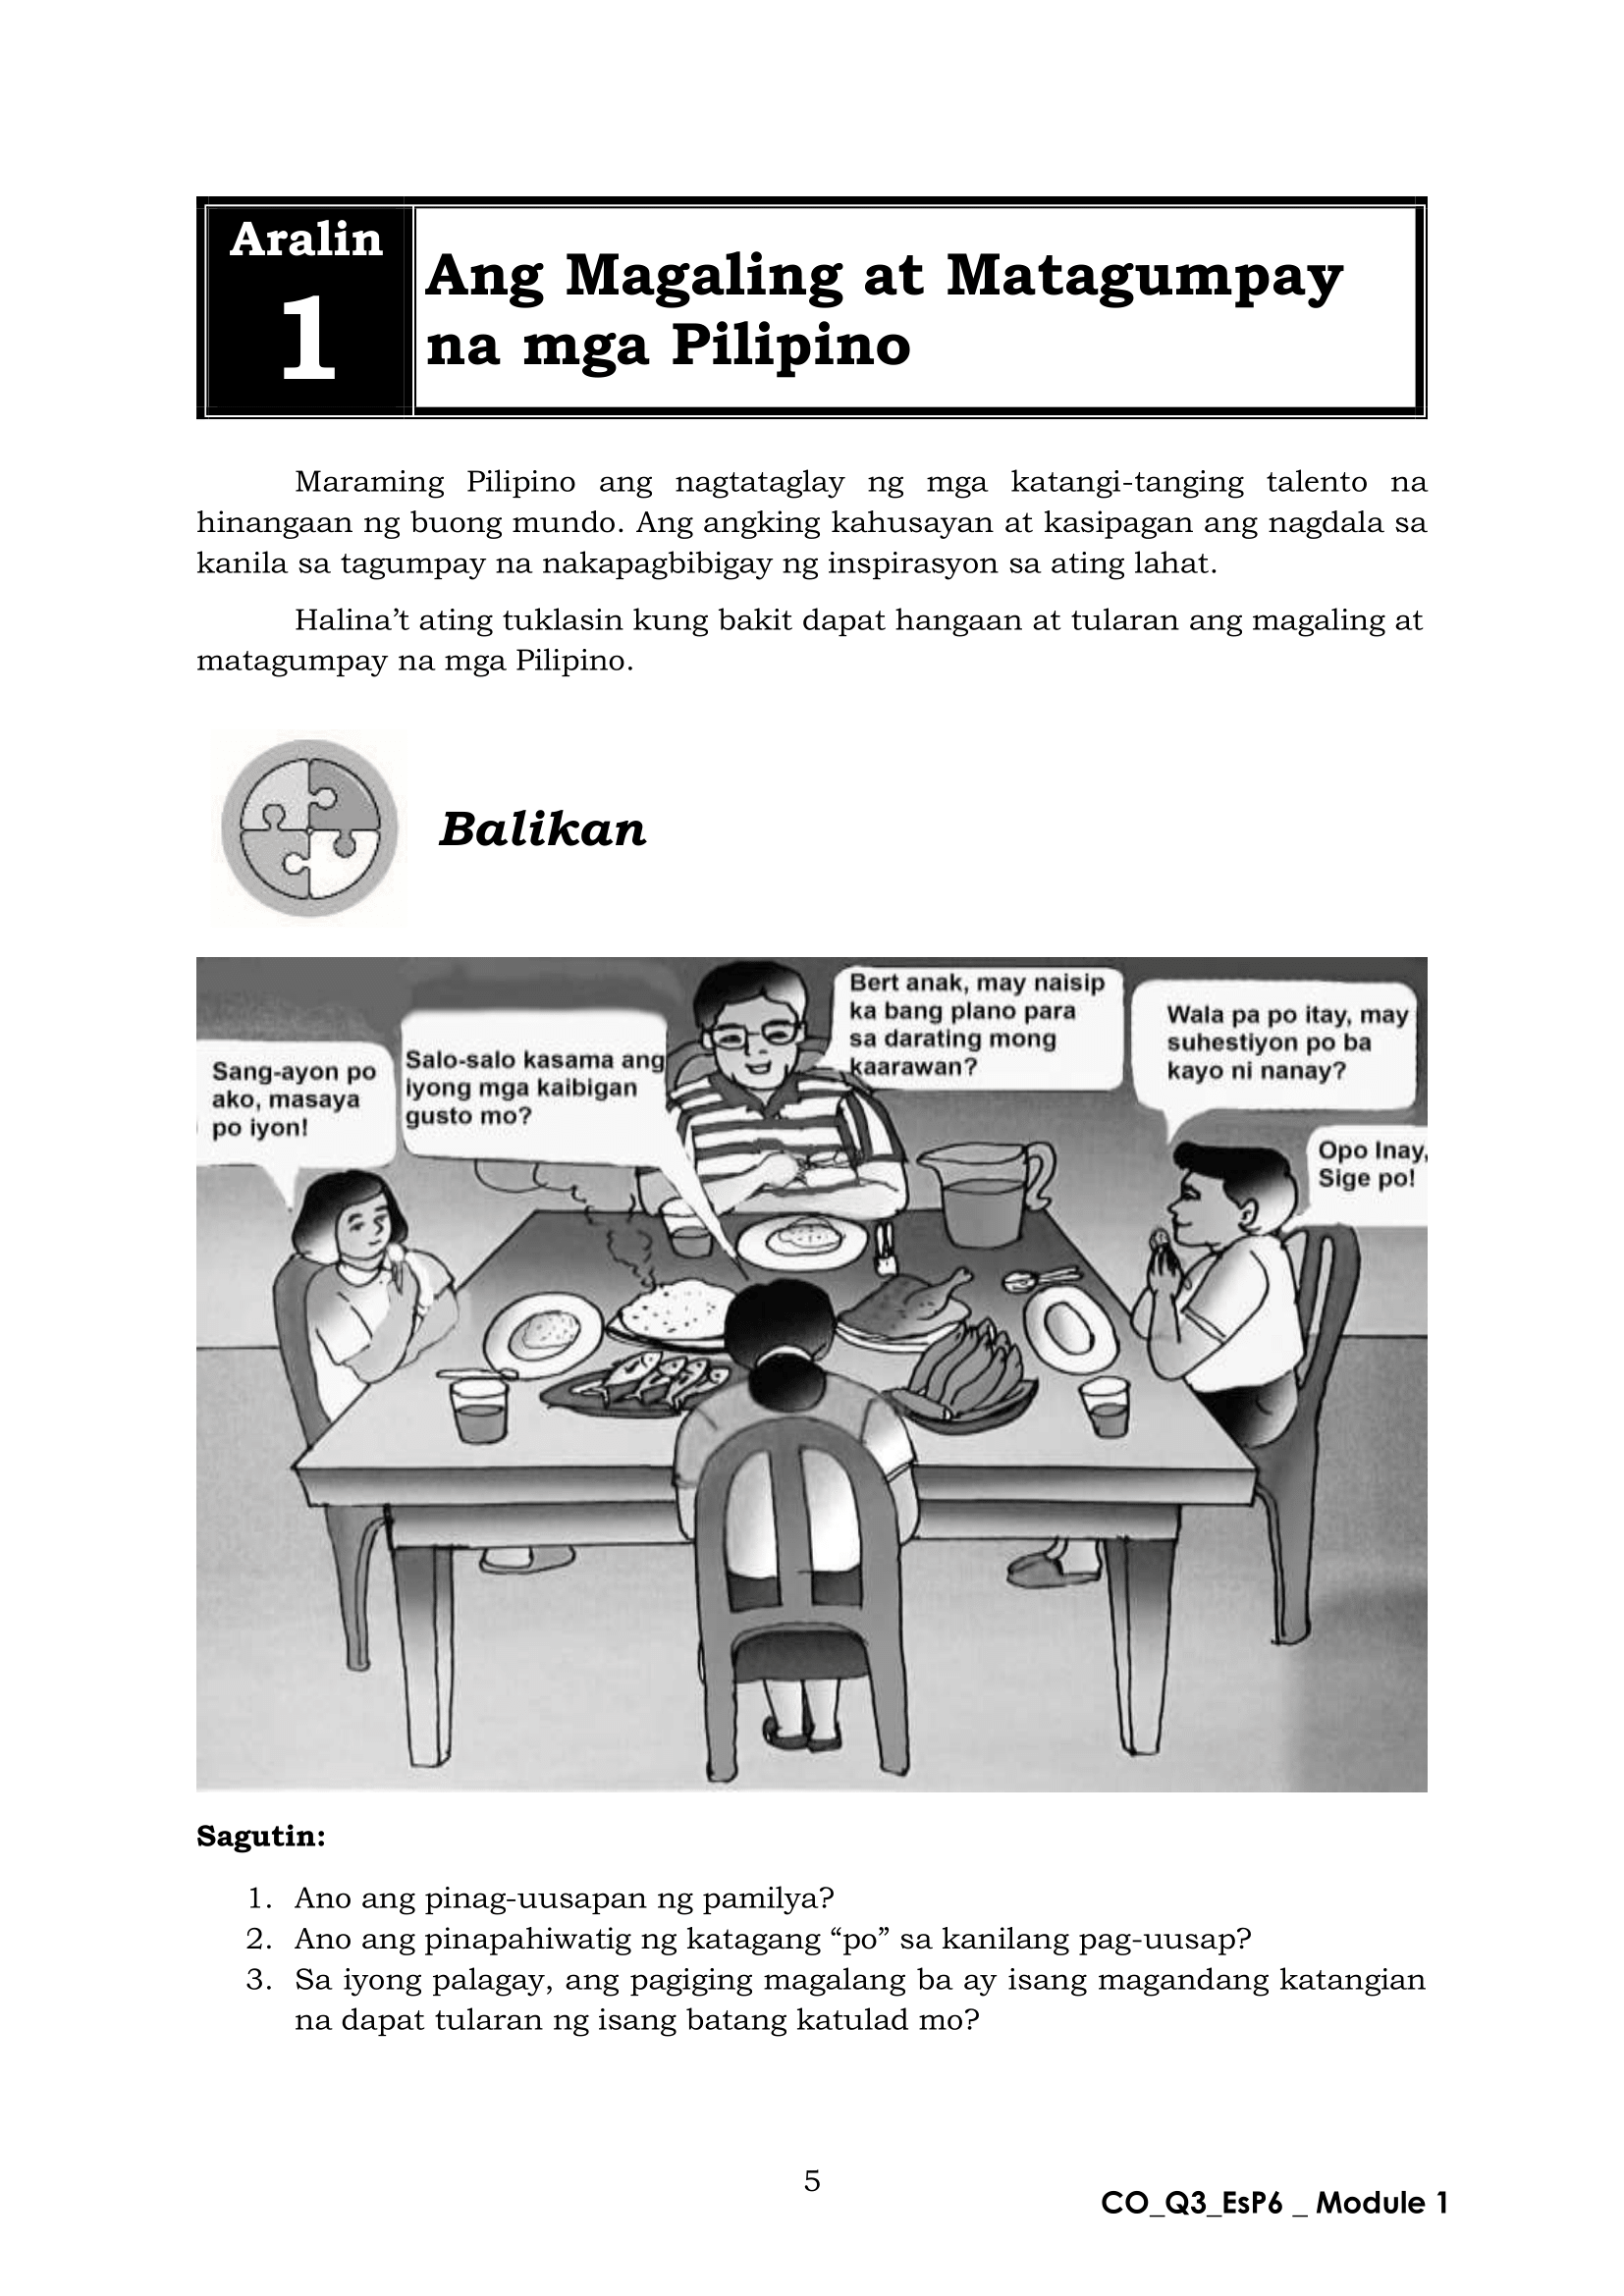 Aralin
1
Ang Magaling at Matagumpay
na mga Pilipino
Maraming Pilipino ang nagtataglay ng mga katangi-tanging talento na
hinangaan ng buong mundo. Ang angking kahusayan at kasipagan ang nagdala sa
kanila sa tagumpay na nakapagbibigay ng inspirasyon sa ating lahat.
Halina’t ating tuklasin kung bakit dapat hangaan at tularan ang magaling at
matagumpay na mga Pilipino.
Balikan
Bert anak, may naisip
ka bang plano para
sa darating mong
kaarawan?
Wala pa po itay, may
suhestiyon po ba
kayo ni nanay?
Salo-salo kasama ang
iyong mga kaibigan
gusto mo?
Sang-ayon po
ako, masaya
po iyon!
Opo Inay,
Sige po!
Sagutin:
1. Ano ang pinag-uusapan ng pamilya?
2. Ano ang pinapahiwatig ng katagang “po” sa kanilang pag-uusap?
3. Sa iyong palagay, ang pagiging magalang ba ay isang magandang katangian
na dapat tularan ng isang batang katulad mo?
5
CO_Q3_EsP6 _ Module 1